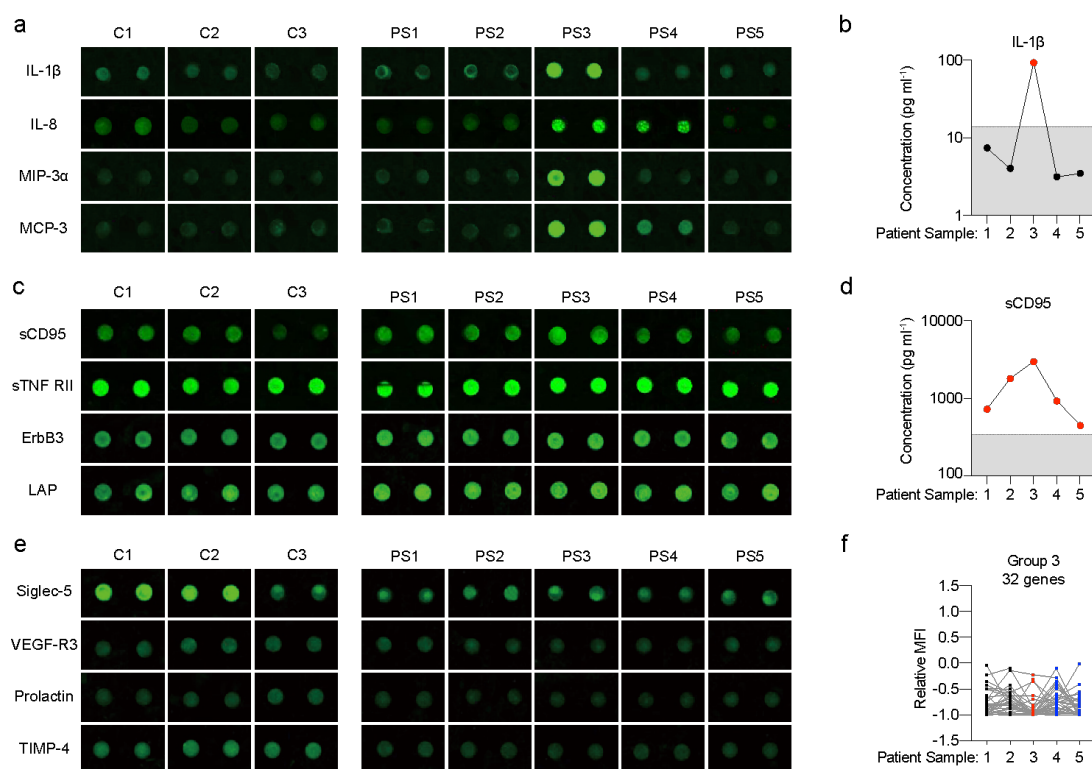 a
C1 C2 C3 PS1 PS2 PS3 PS4 PS5
IL-1β
IL-8
MIP-3α
MCP-3
b
IL-1β
Concentration (pg ml⁻¹)
100
10
1
Patient Sample: 1 2 3 4 5
c
C1 C2 C3 PS1 PS2 PS3 PS4 PS5
sCD95
sTNF RII
ErbB3
LAP
d
sCD95
Concentration (pg ml⁻¹)
10000
1000
100
Patient Sample: 1 2 3 4 5
e
C1 C2 C3 PS1 PS2 PS3 PS4 PS5
Siglec-5
VEGF-R3
Prolactin
TIMP-4
f
Group 3
32 genes
Relative MFI
1.5
1.0
0.5
0.0
-0.5
-1.0
-1.5
Patient Sample: 1 2 3 4 5